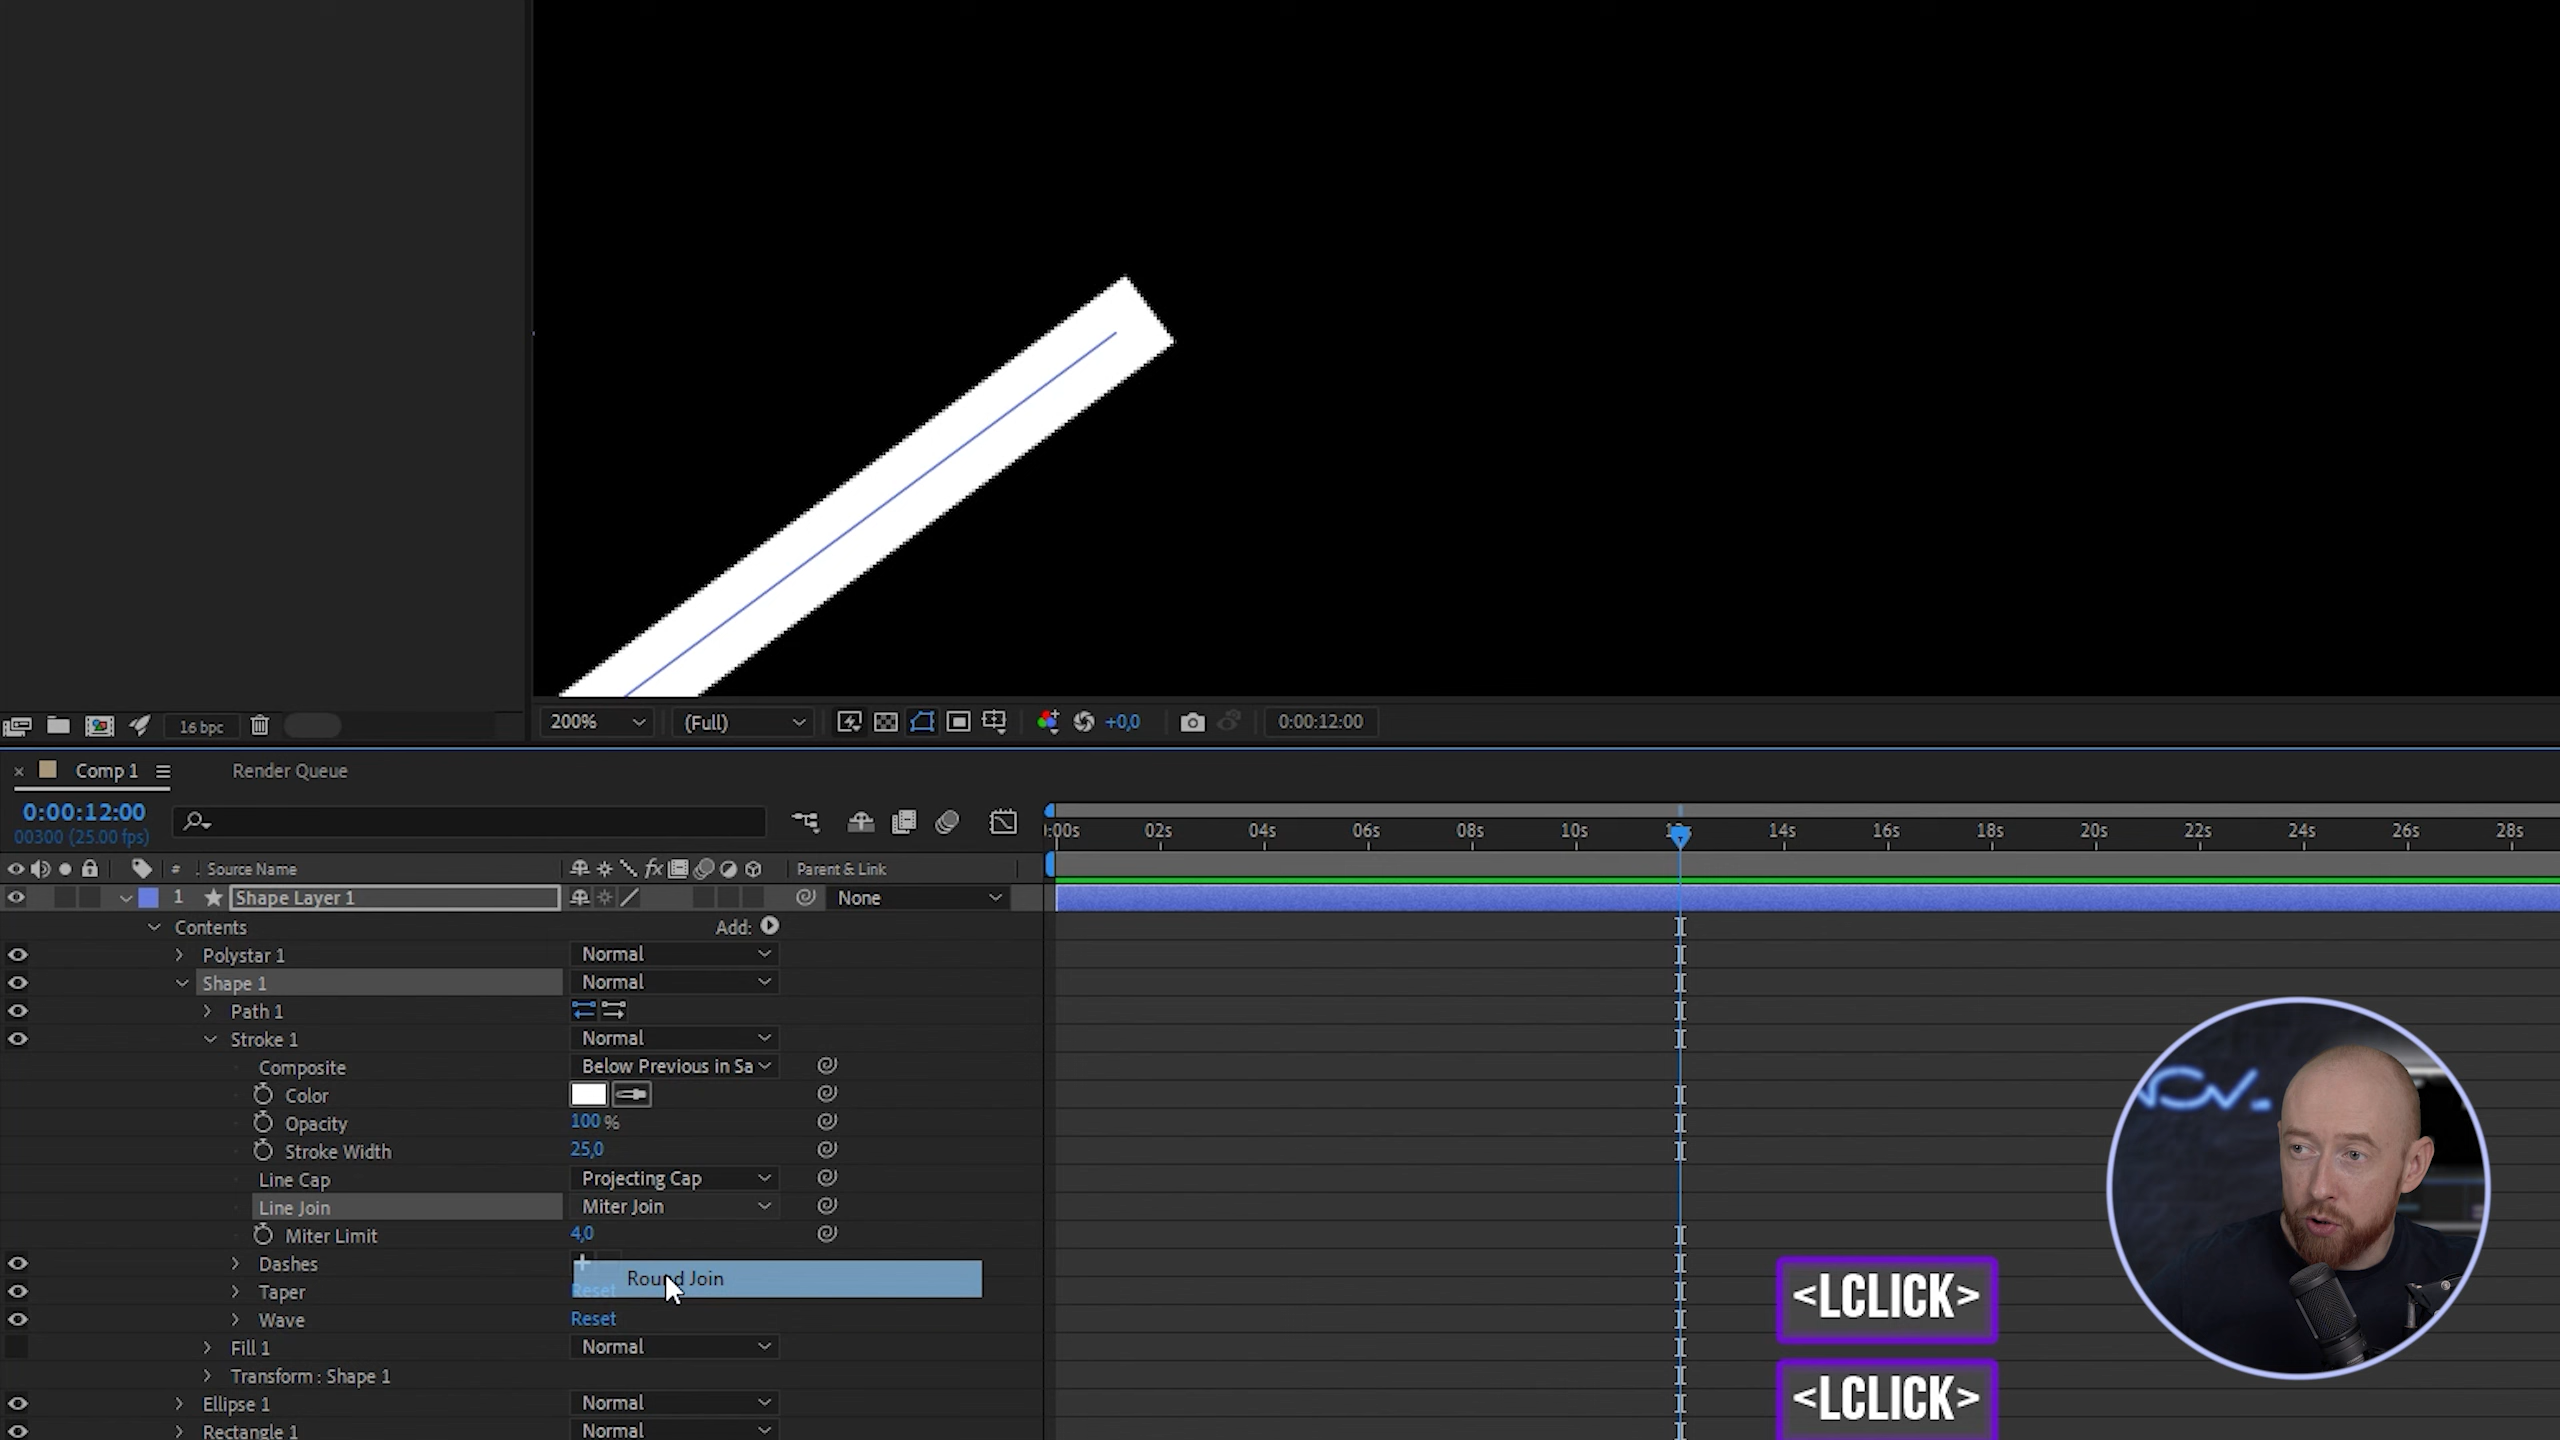 16 bpc
200%
(Full)
+0,0
0:00:12:00
Comp 1
Render Queue
0:00:12:00
00300 (25.00 fps)
:00s 02s 04s 06s 08s 10s 12s 14s 16s 18s 20s 22s 24s 26s 28s
# Source Name fx Parent & Link
1 Shape Layer 1 None
Contents Add:
Polystar 1 Normal
Shape 1 Normal
Path 1
Stroke 1 Normal
Composite Below Previous in Sa
Color
Opacity 100 %
Stroke Width 25,0
Line Cap Projecting Cap
Line Join Miter Join
Miter Limit 4,0
Dashes +
Round Join
Taper Reset
Wave Reset
Fill 1 Normal
Transform : Shape 1
Ellipse 1 Normal
Rectangle 1 Normal
<LCLICK>
<LCLICK>